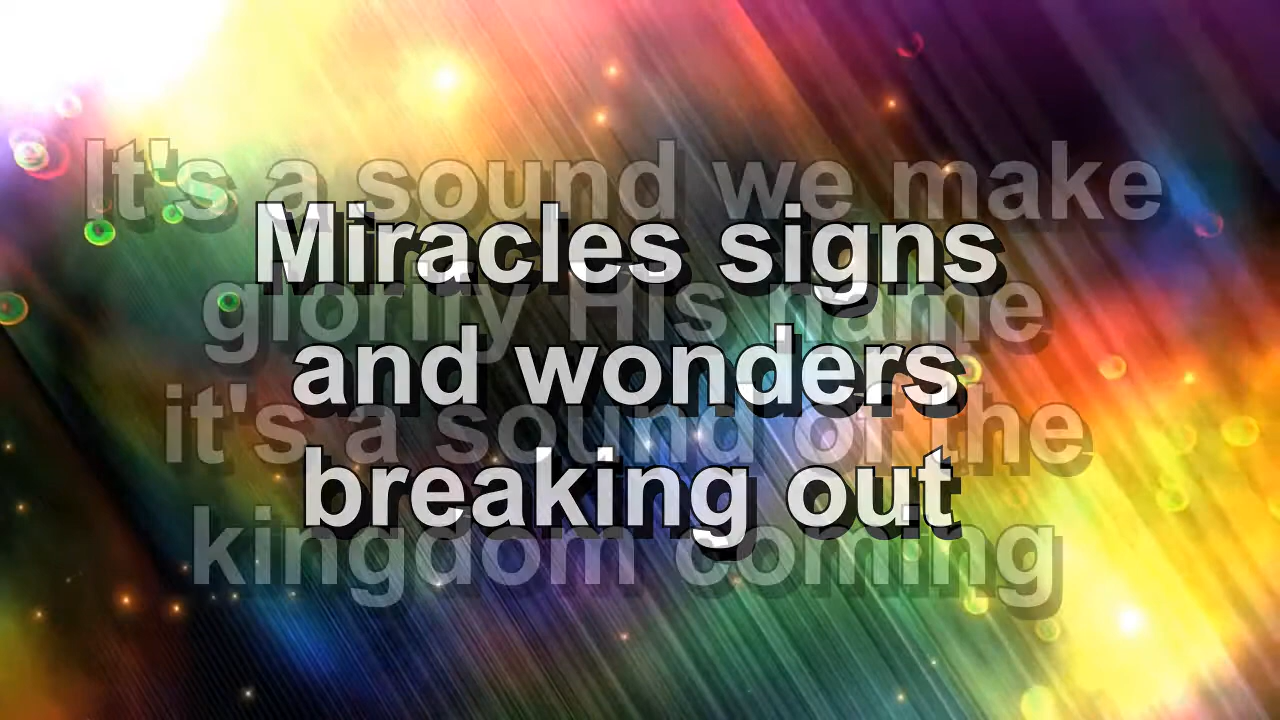 It's a sound we make
glorify His name
it's a sound of the
kingdom coming
Miracles signs
and wonders
breaking out